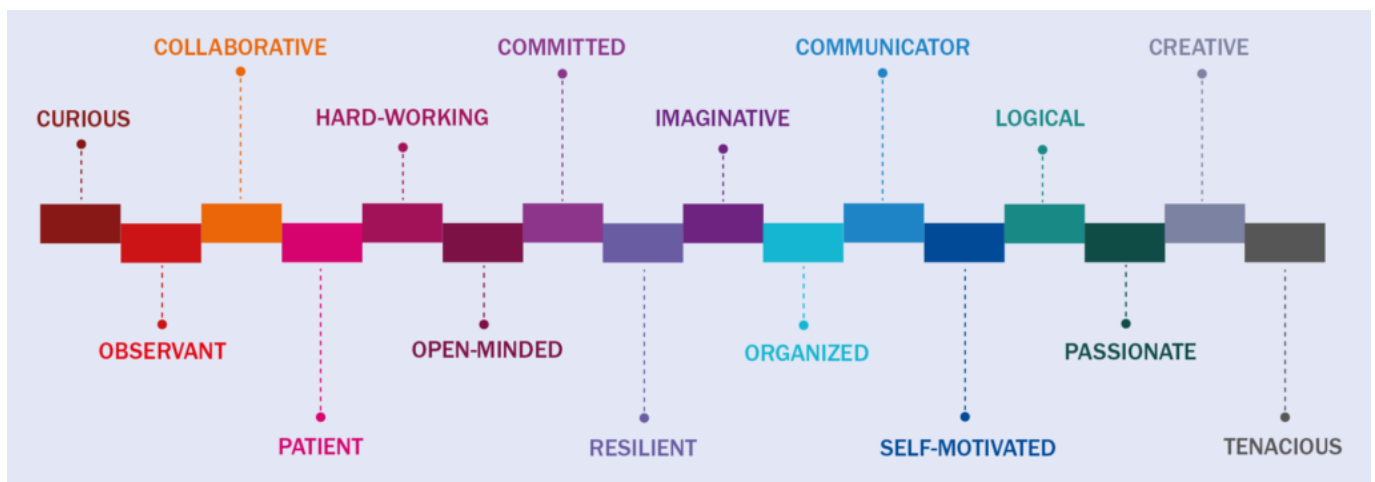 COLLABORATIVE
COMMITTED
COMMUNICATOR
CREATIVE
CURIOUS
HARD-WORKING
IMAGINATIVE
LOGICAL
OBSERVANT
OPEN-MINDED
ORGANIZED
PASSIONATE
PATIENT
RESILIENT
SELF-MOTIVATED
TENACIOUS